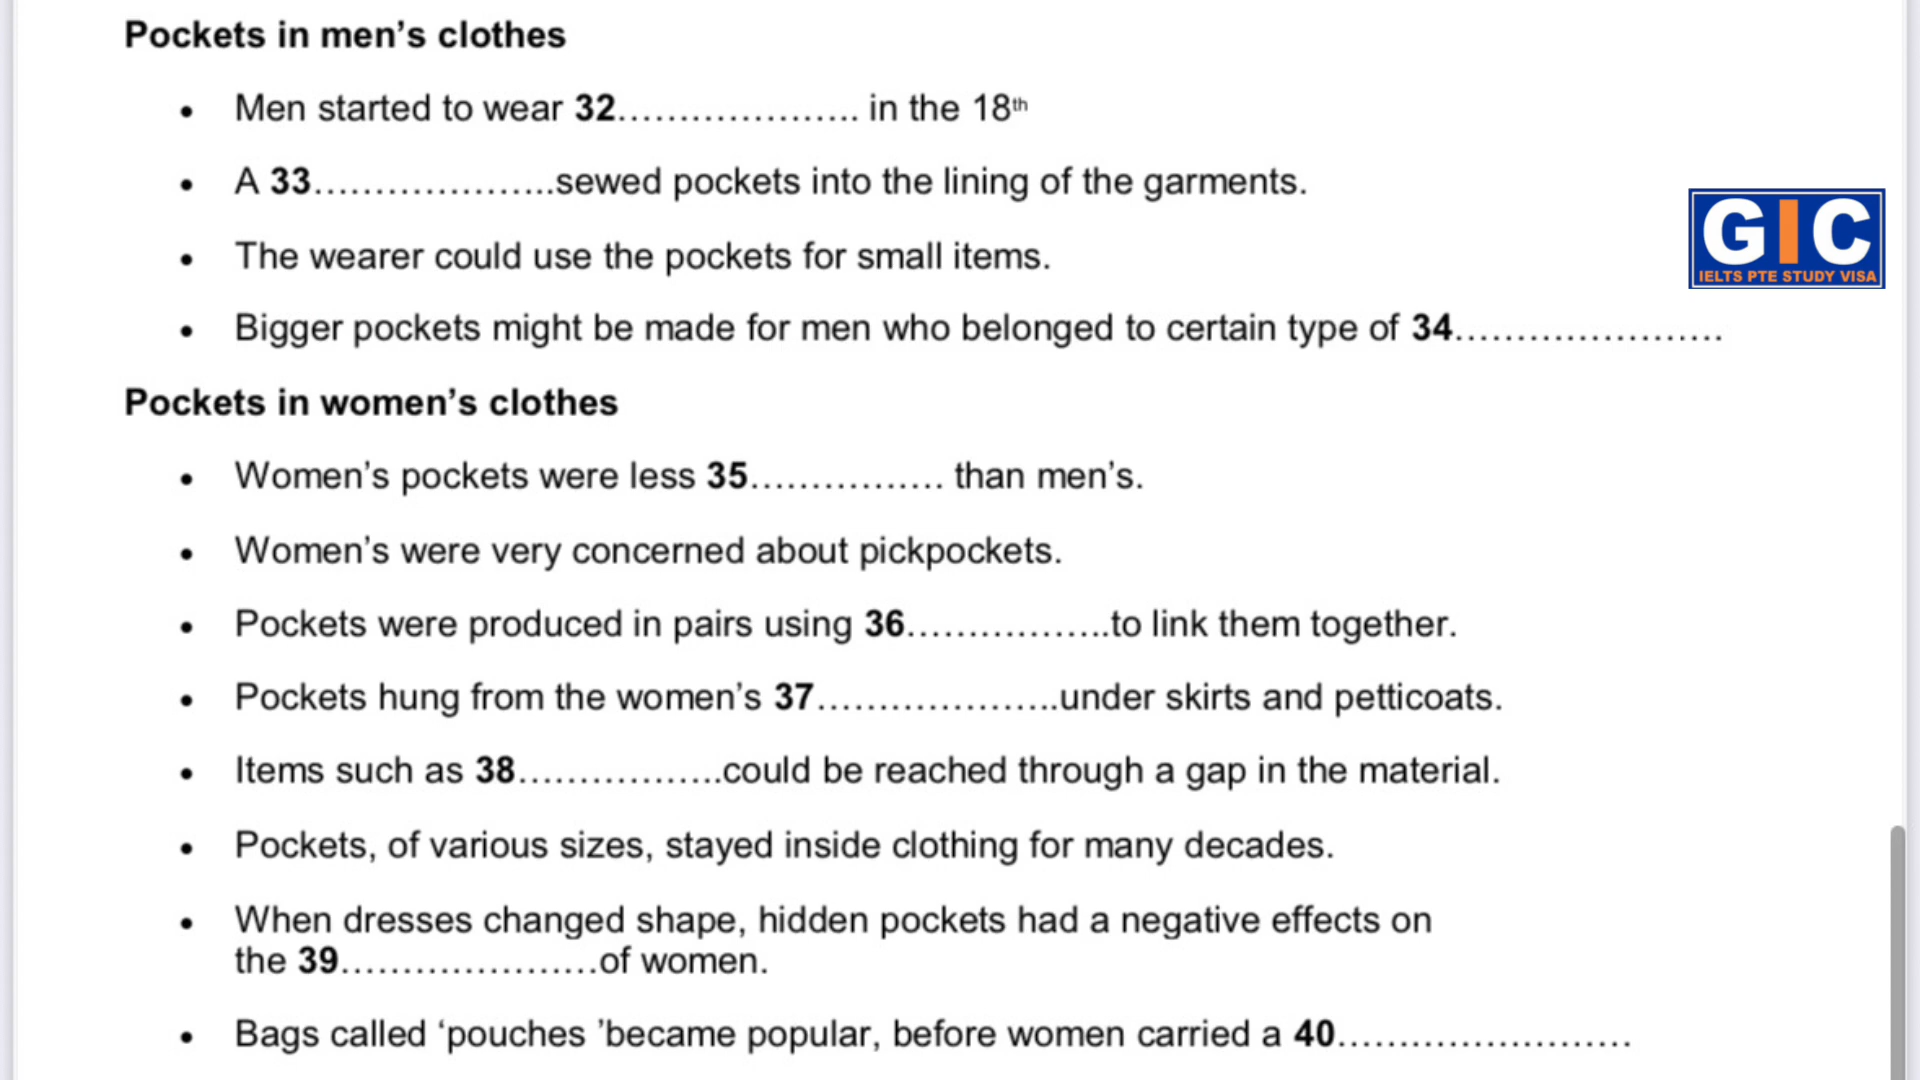 Pockets in men’s clothes
• Men started to wear 32.................... in the 18th
• A 33....................sewed pockets into the lining of the garments.
• The wearer could use the pockets for small items.
GIC
IELTS PTE STUDY VISA
• Bigger pockets might be made for men who belonged to certain type of 34......................
Pockets in women’s clothes
• Women’s pockets were less 35................ than men’s.
• Women’s were very concerned about pickpockets.
• Pockets were produced in pairs using 36.................to link them together.
• Pockets hung from the women’s 37....................under skirts and petticoats.
• Items such as 38.................could be reached through a gap in the material.
• Pockets, of various sizes, stayed inside clothing for many decades.
• When dresses changed shape, hidden pockets had a negative effects on
the 39.....................of women.
• Bags called ‘pouches ’became popular, before women carried a 40........................